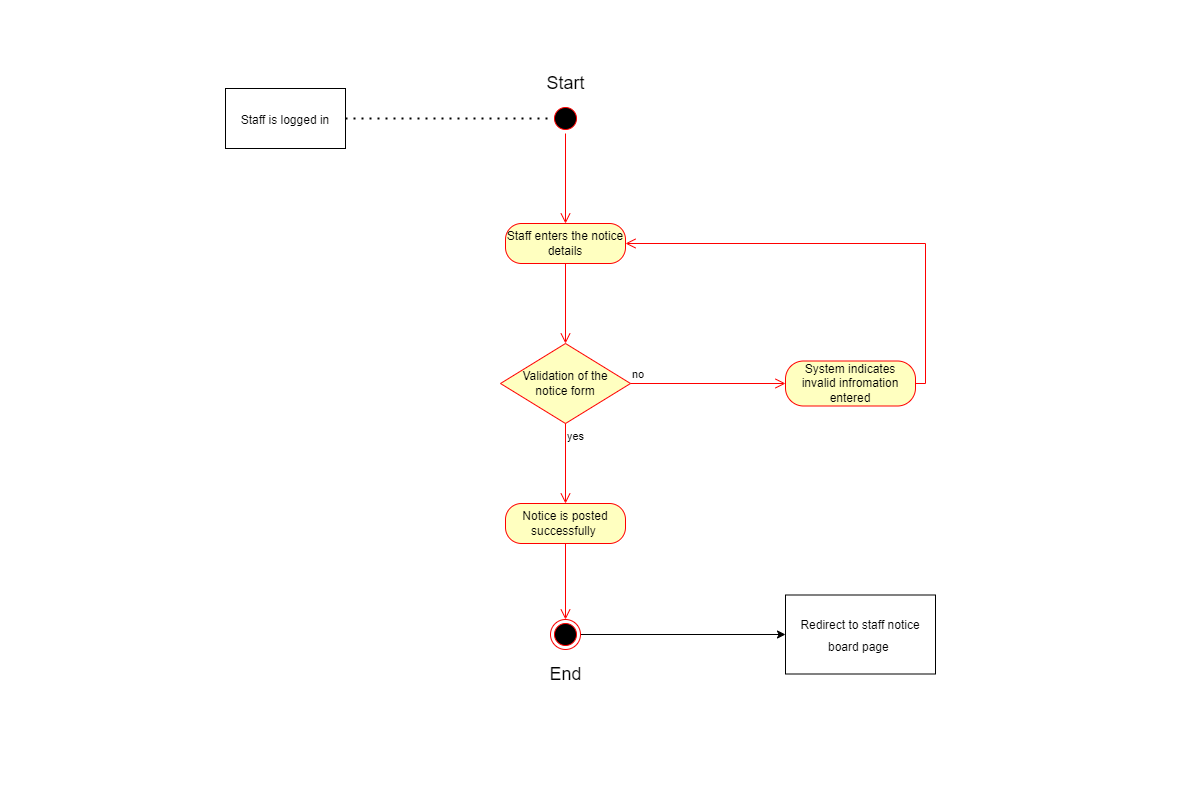 Start
Staff is logged in
Staff enters the notice
details
Validation of the
notice form
no
System indicates
invalid infromation
entered
yes
Notice is posted
successfully
Redirect to staff notice
board page
End